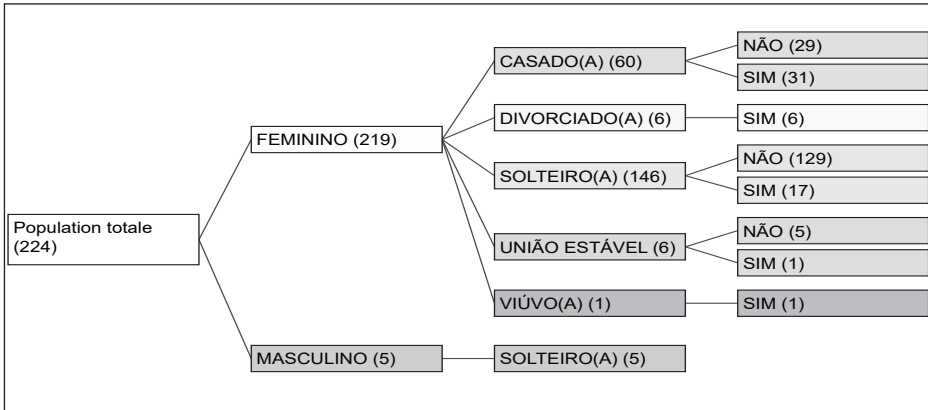 Population totale
(224)
FEMININO (219)
CASADO(A) (60)
NÃO (29)
SIM (31)
DIVORCIADO(A) (6)
SIM (6)
SOLTEIRO(A) (146)
NÃO (129)
SIM (17)
UNIÃO ESTÁVEL (6)
NÃO (5)
SIM (1)
VIÚVO(A) (1)
SIM (1)
MASCULINO (5)
SOLTEIRO(A) (5)